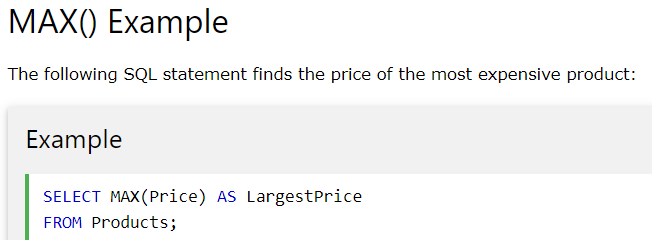 MAX() Example
The following SQL statement finds the price of the most expensive product:
Example
SELECT MAX(Price) AS LargestPrice
FROM Products;